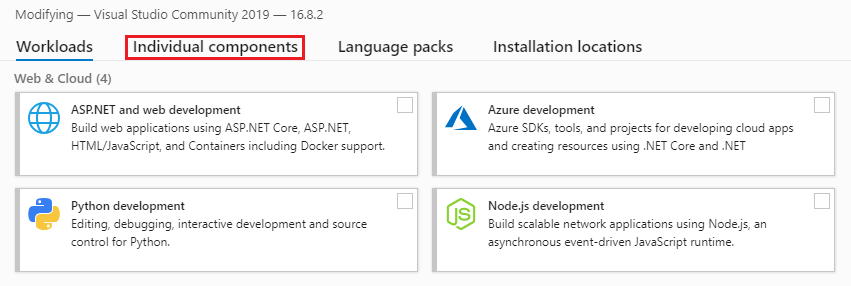 Modifying — Visual Studio Community 2019 — 16.8.2
Workloads Individual components Language packs Installation locations
Web & Cloud (4)
ASP.NET and web development
Build web applications using ASP.NET Core, ASP.NET,
HTML/JavaScript, and Containers including Docker support.
Azure development
Azure SDKs, tools, and projects for developing cloud apps
and creating resources using .NET Core and .NET
Python development
Editing, debugging, interactive development and source
control for Python.
JS
Node.js development
Build scalable network applications using Node.js, an
asynchronous event-driven JavaScript runtime.